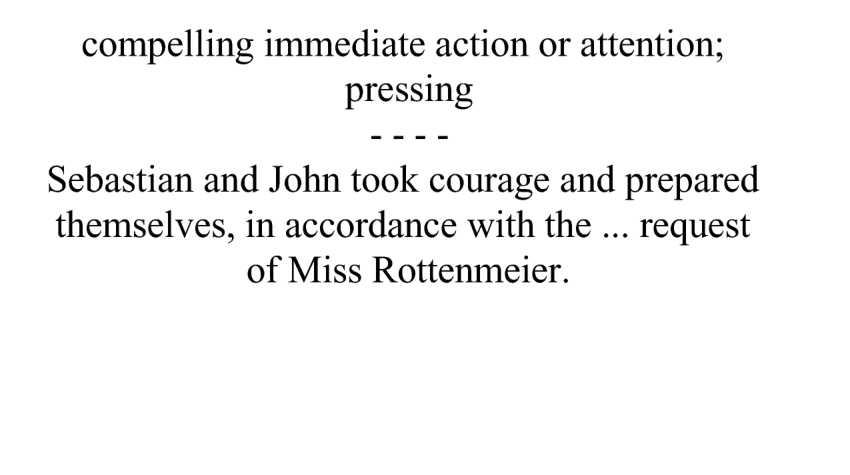 compelling immediate action or attention;
pressing
- - - -
Sebastian and John took courage and prepared
themselves, in accordance with the ... request
of Miss Rottenmeier.